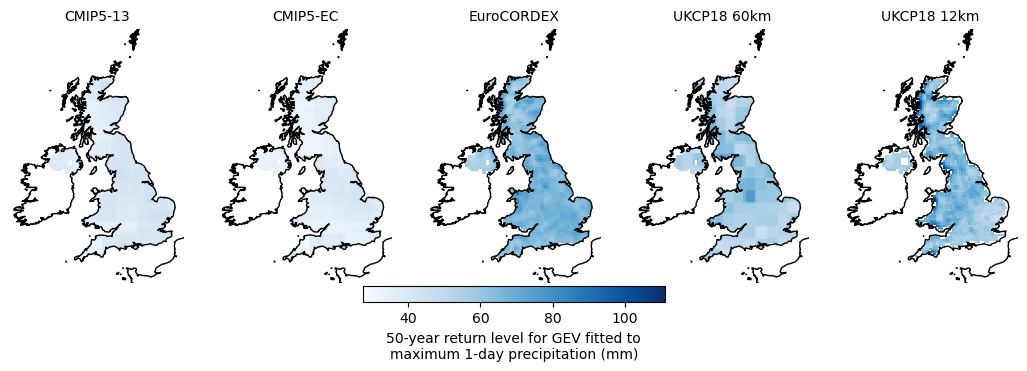 CMIP5-13
CMIP5-EC
EuroCORDEX
UKCP18 60km
UKCP18 12km
40
60
80
100
50-year return level for GEV fitted to
maximum 1-day precipitation (mm)